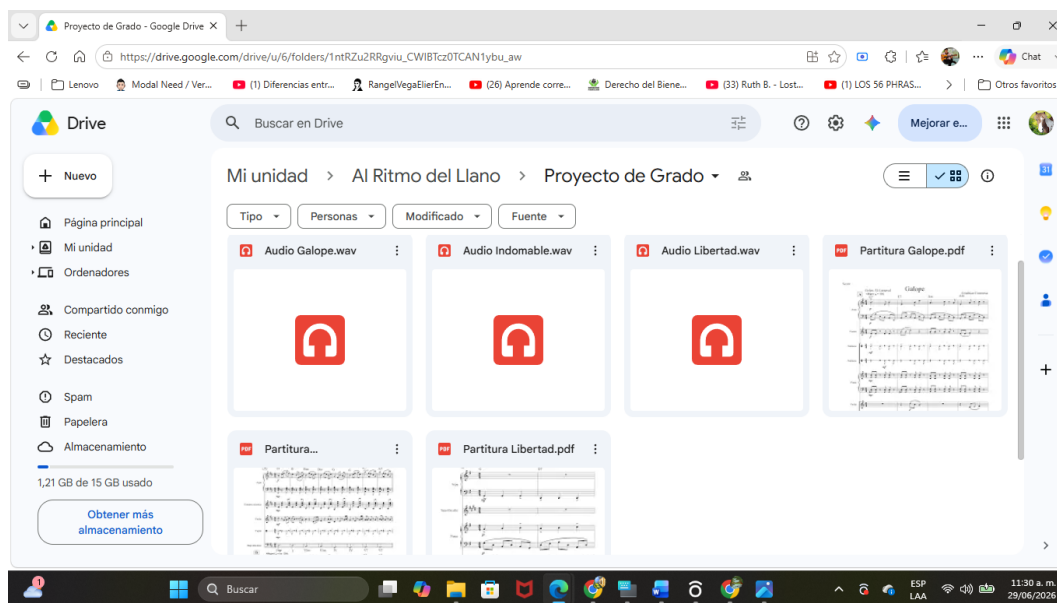 Proyecto de Grado - Google Drive
https://drive.google.com/drive/u/6/folders/1ntRZu2RRgviu_CWIBTcz0TCAN1ybu_aw
Chat
Lenovo
Modal Need / Ver...
(1) Diferencias entr...
RangelVegaElierEn...
(26) Aprende corre...
Derecho del Biene...
(33) Ruth B. - Lost...
(1) LOS 56 PHRAS...
Otros favoritos
Drive
Buscar en Drive
Mejorar e...
Nuevo
Mi unidad > Al Ritmo del Llano > Proyecto de Grado
31
Tipo
Personas
Modificado
Fuente
Página principal
Mi unidad
Ordenadores
Compartido conmigo
Reciente
Destacados
Spam
Papelera
Almacenamiento
1,21 GB de 15 GB usado
Obtener más
almacenamiento
Audio Galope.wav
Audio Indomable.wav
Audio Libertad.wav
PDF Partitura Galope.pdf
Galope
PDF Partitura...
PDF Partitura Libertad.pdf
1
Buscar
ESP
LAA
11:30 a. m.
29/06/2026